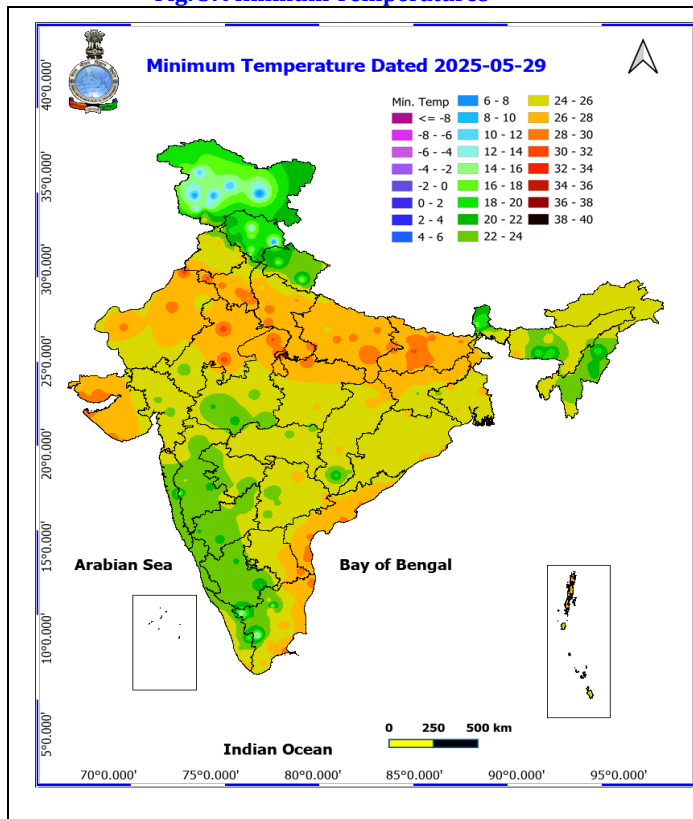 Minimum Temperature Dated 2025-05-29
Min. Temp
<= -8
-8 - -6
-6 - -4
-4 - -2
-2 - 0
0 - 2
2 - 4
4 - 6
6 - 8
8 - 10
10 - 12
12 - 14
14 - 16
16 - 18
18 - 20
20 - 22
22 - 24
24 - 26
26 - 28
28 - 30
30 - 32
32 - 34
34 - 36
36 - 38
38 - 40
40°0.000'
35°0.000'
30°0.000'
25°0.000'
20°0.000'
15°0.000'
10°0.000'
5°0.000'
Arabian Sea
Bay of Bengal
0 250 500 km
Indian Ocean
70°0.000' 75°0.000' 80°0.000' 85°0.000' 90°0.000' 95°0.000'